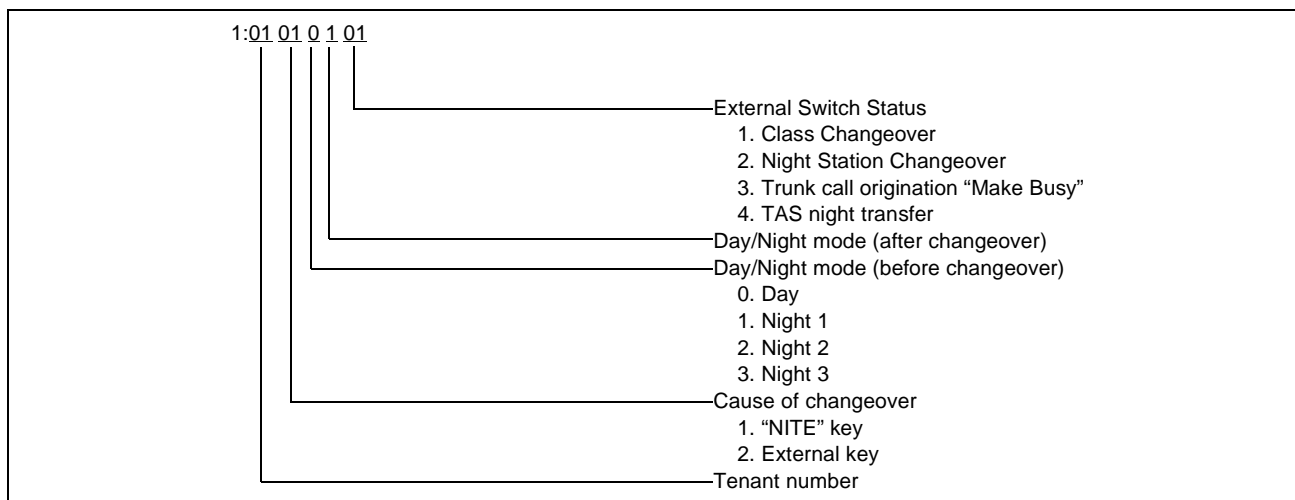 1:01 01 0 1 01
External Switch Status
1. Class Changeover
2. Night Station Changeover
3. Trunk call origination “Make Busy”
4. TAS night transfer
Day/Night mode (after changeover)
Day/Night mode (before changeover)
0. Day
1. Night 1
2. Night 2
3. Night 3
Cause of changeover
1. “NITE” key
2. External key
Tenant number